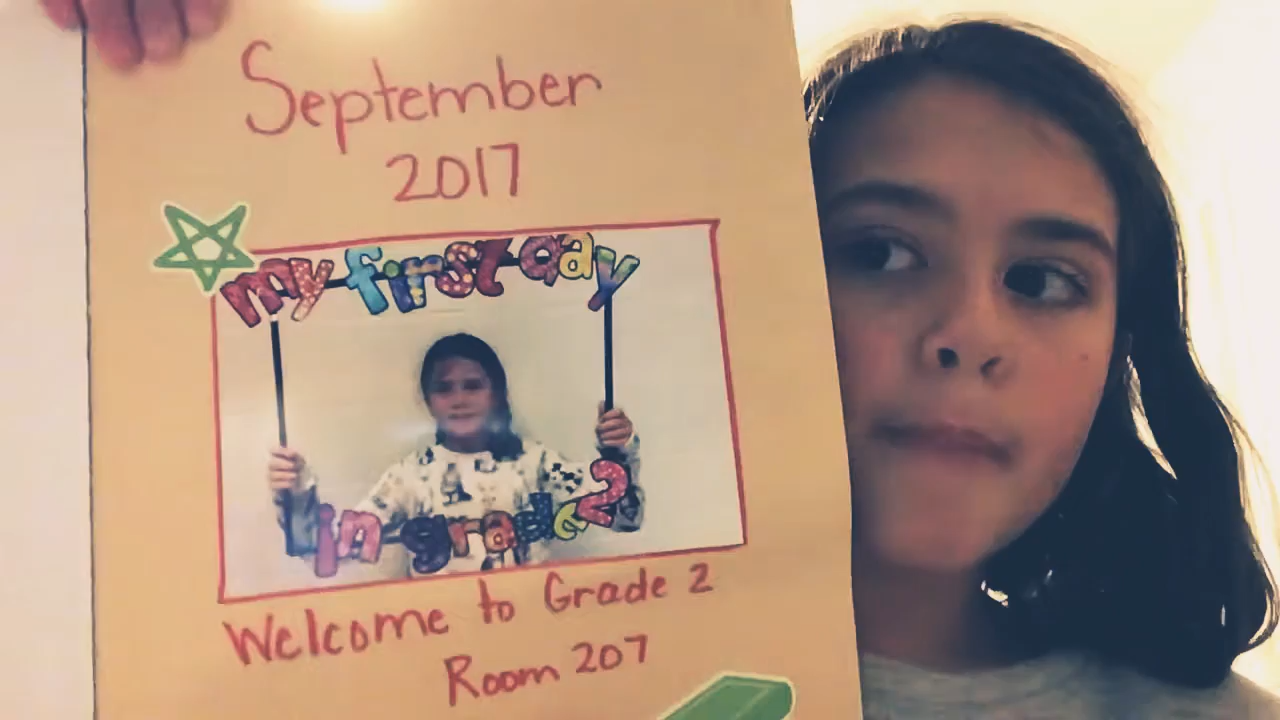 September
2017
my first day
in grade 2
Welcome to Grade 2
Room 207